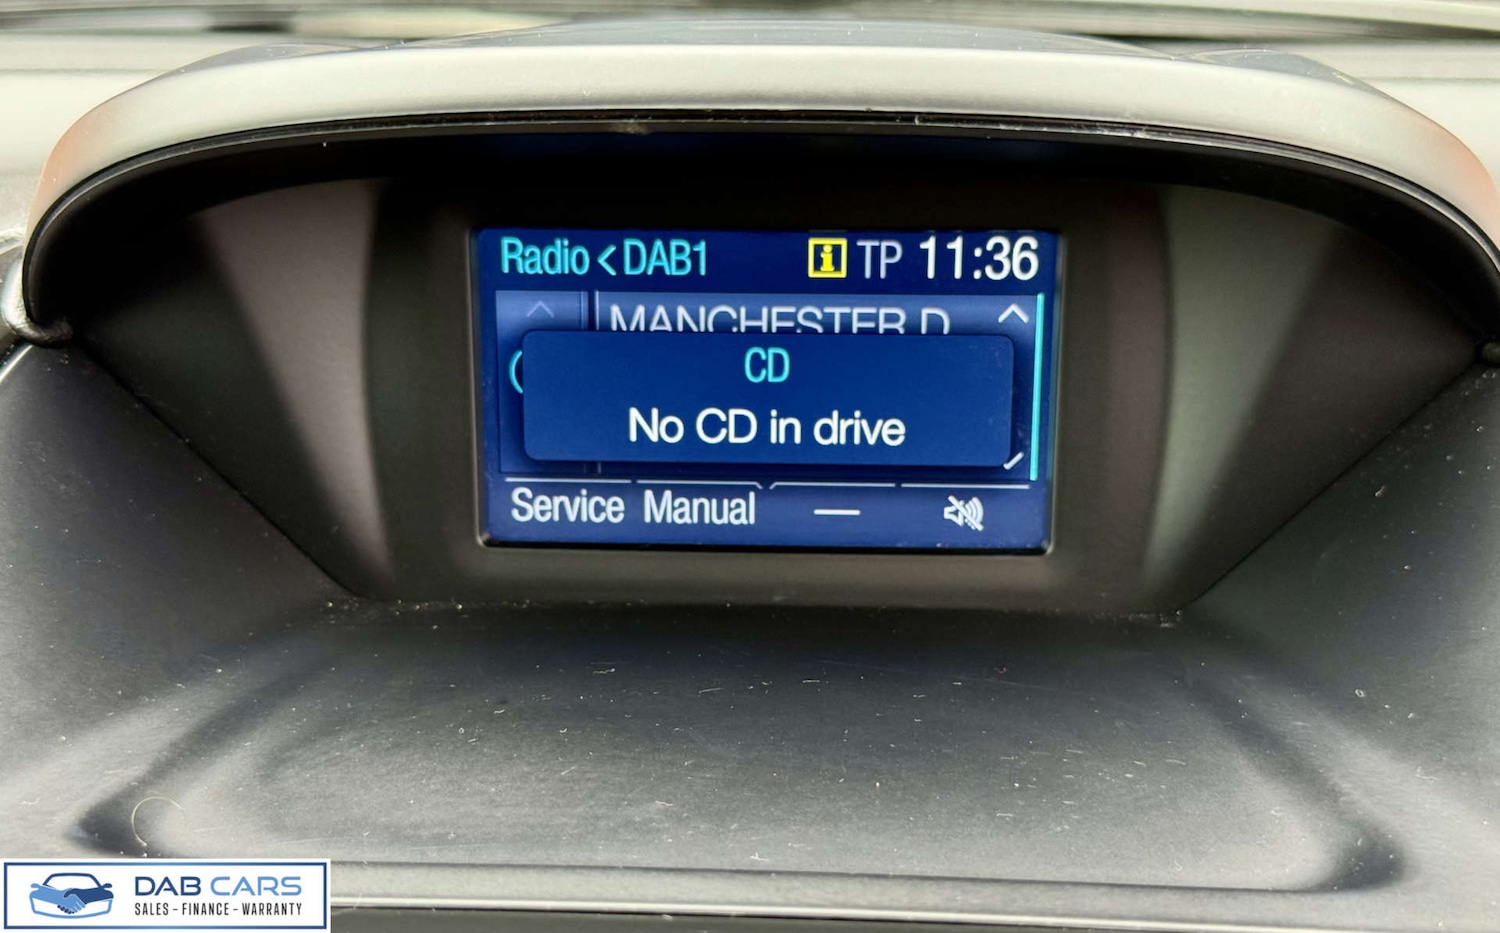 Radio < DAB1 i TP 11:36
MANCHESTER D
CD
No CD in drive
Service Manual —
DAB CARS
SALES - FINANCE - WARRANTY